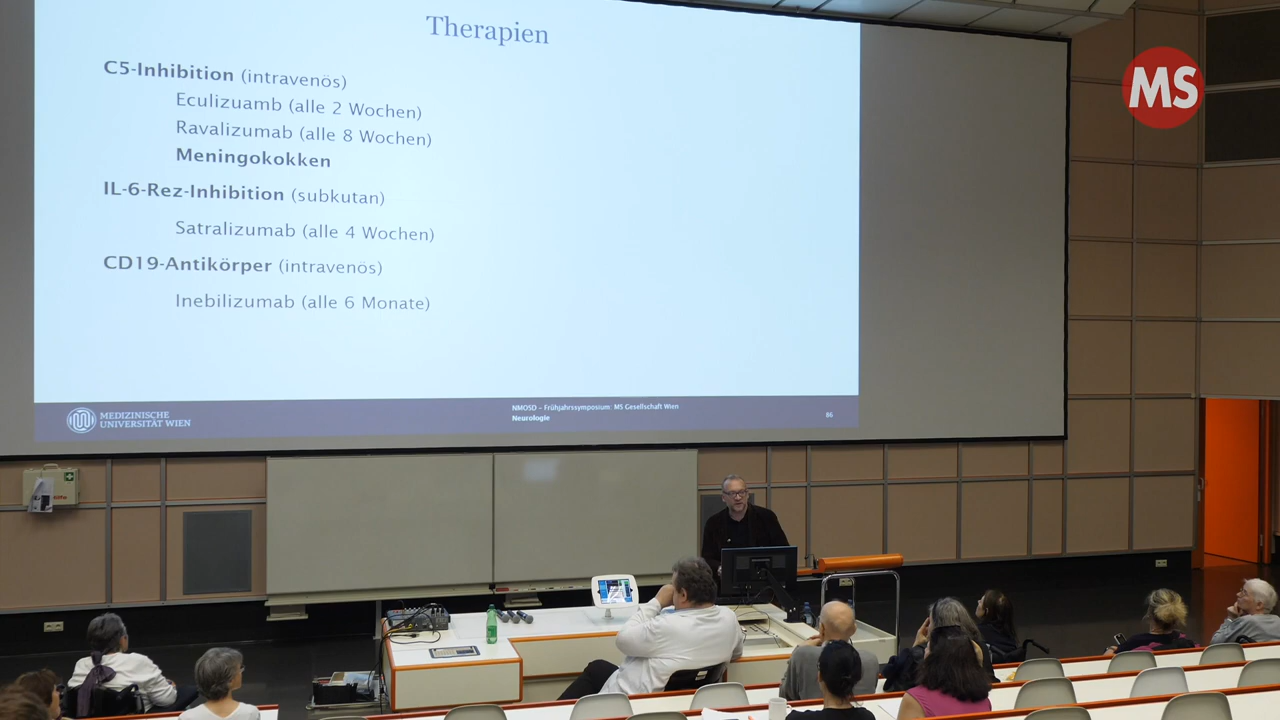 Therapien
MS
C5-Inhibition (intravenös)
Eculizuamb (alle 2 Wochen)
Ravalizumab (alle 8 Wochen)
Meningokokken
IL-6-Rez-Inhibition (subkutan)
Satralizumab (alle 4 Wochen)
CD19-Antikörper (intravenös)
Inebilizumab (alle 6 Monate)
MEDIZINISCHE
UNIVERSITÄT WIEN
NMOSD – Frühjahrssymposium: MS Gesellschaft Wien
Neurologie
86